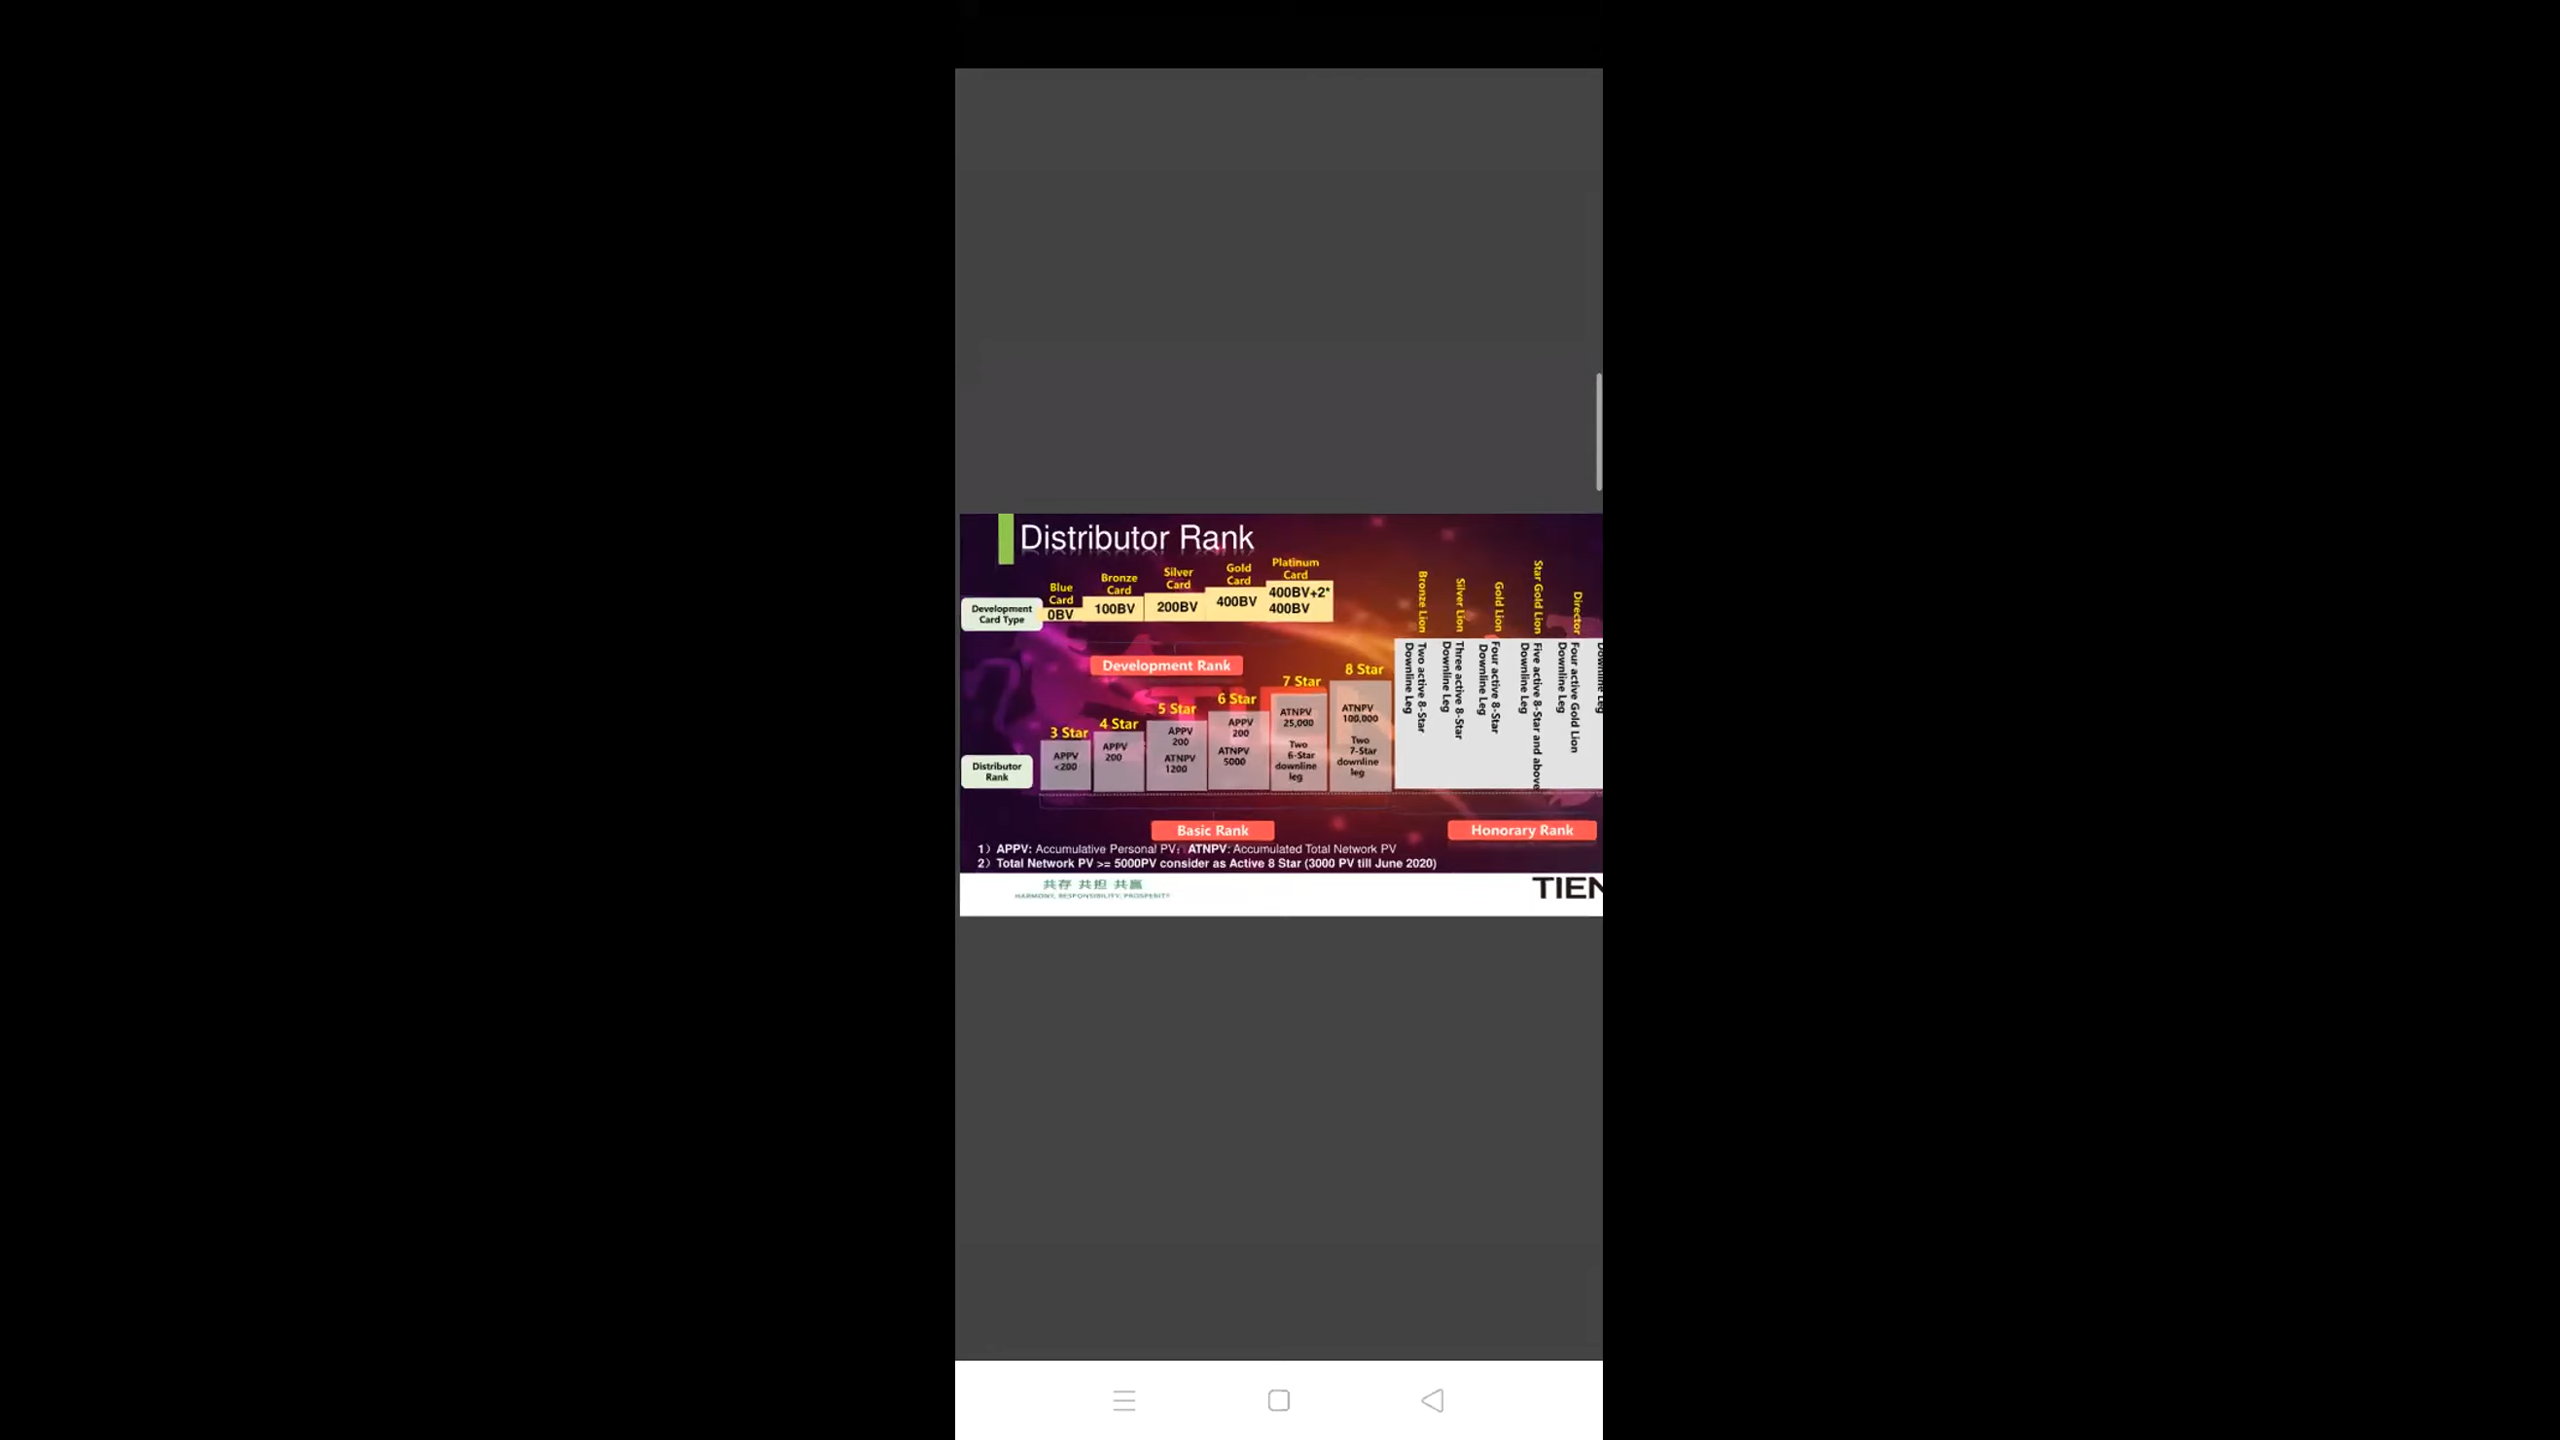 Distributor Rank
Blue
Card
Bronze
Card
Silver
Card
Gold
Card
Platinum
Card
Development
Card Type
0BV
100BV
200BV
400BV
400BV+2*
400BV
Development Rank
3 Star
4 Star
5 Star
6 Star
7 Star
8 Star
Distributor
Rank
APPV
<200
APPV
200
APPV
200
ATNPV
1200
APPV
200
ATNPV
5000
ATNPV
25,000
Two
6-Star
downline
leg
ATNPV
100,000
Two
7-Star
downline
leg
Bronze Lion
Two active 8-Star
Downline Leg
Silver Lion
Three active 8-Star
Downline Leg
Gold Lion
Four active 8-Star
Downline Leg
Star Gold Lion
Five active 8-Star and above
Downline Leg
Director
Four active Gold Lion
Downline Leg
Downline Leg
Basic Rank
Honorary Rank
1）APPV: Accumulative Personal PV；ATNPV: Accumulated Total Network PV
2）Total Network PV >= 5000PV consider as Active 8 Star (3000 PV till June 2020)
共存 共担 共赢
HARMONY, RESPONSIBILITY, PROSPERITY
TIEN